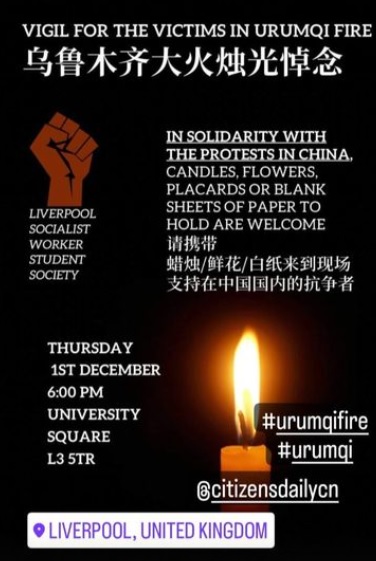 VIGIL FOR THE VICTIMS IN URUMQI FIRE
乌鲁木齐大火烛光悼念
IN SOLIDARITY WITH
THE PROTESTS IN CHINA,
CANDLES, FLOWERS,
PLACARDS OR BLANK
SHEETS OF PAPER TO
HOLD ARE WELCOME
请携带
蜡烛/鲜花/白纸来到现场
支持在中国国内的抗争者
LIVERPOOL
SOCIALIST
WORKER
STUDENT
SOCIETY
THURSDAY
1ST DECEMBER
6:00 PM
UNIVERSITY
SQUARE
L3 5TR
#urumqifire
#urumqi
@citizensdailycn
LIVERPOOL, UNITED KINGDOM